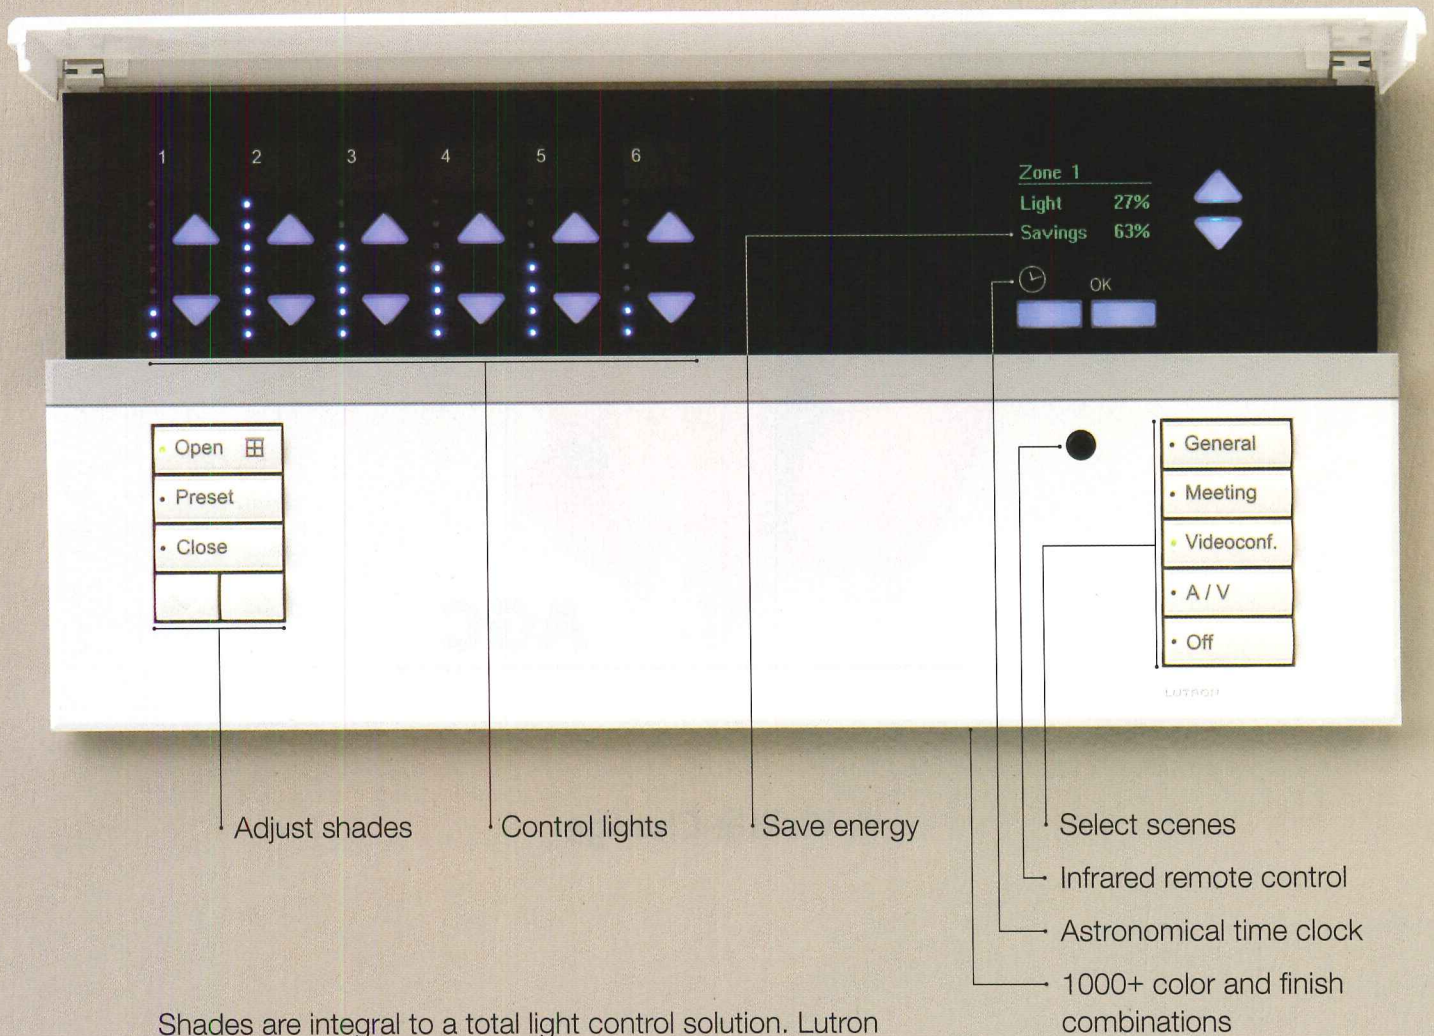 1 2 3 4 5 6
Zone 1
Light 27%
Savings 63%
OK
Open
Preset
Close
General
Meeting
Videoconf.
A / V
Off
LUTRON
Adjust shades
Control lights
Save energy
Select scenes
Infrared remote control
Astronomical time clock
1000+ color and finish
combinations
Shades are integral to a total light control solution. Lutron